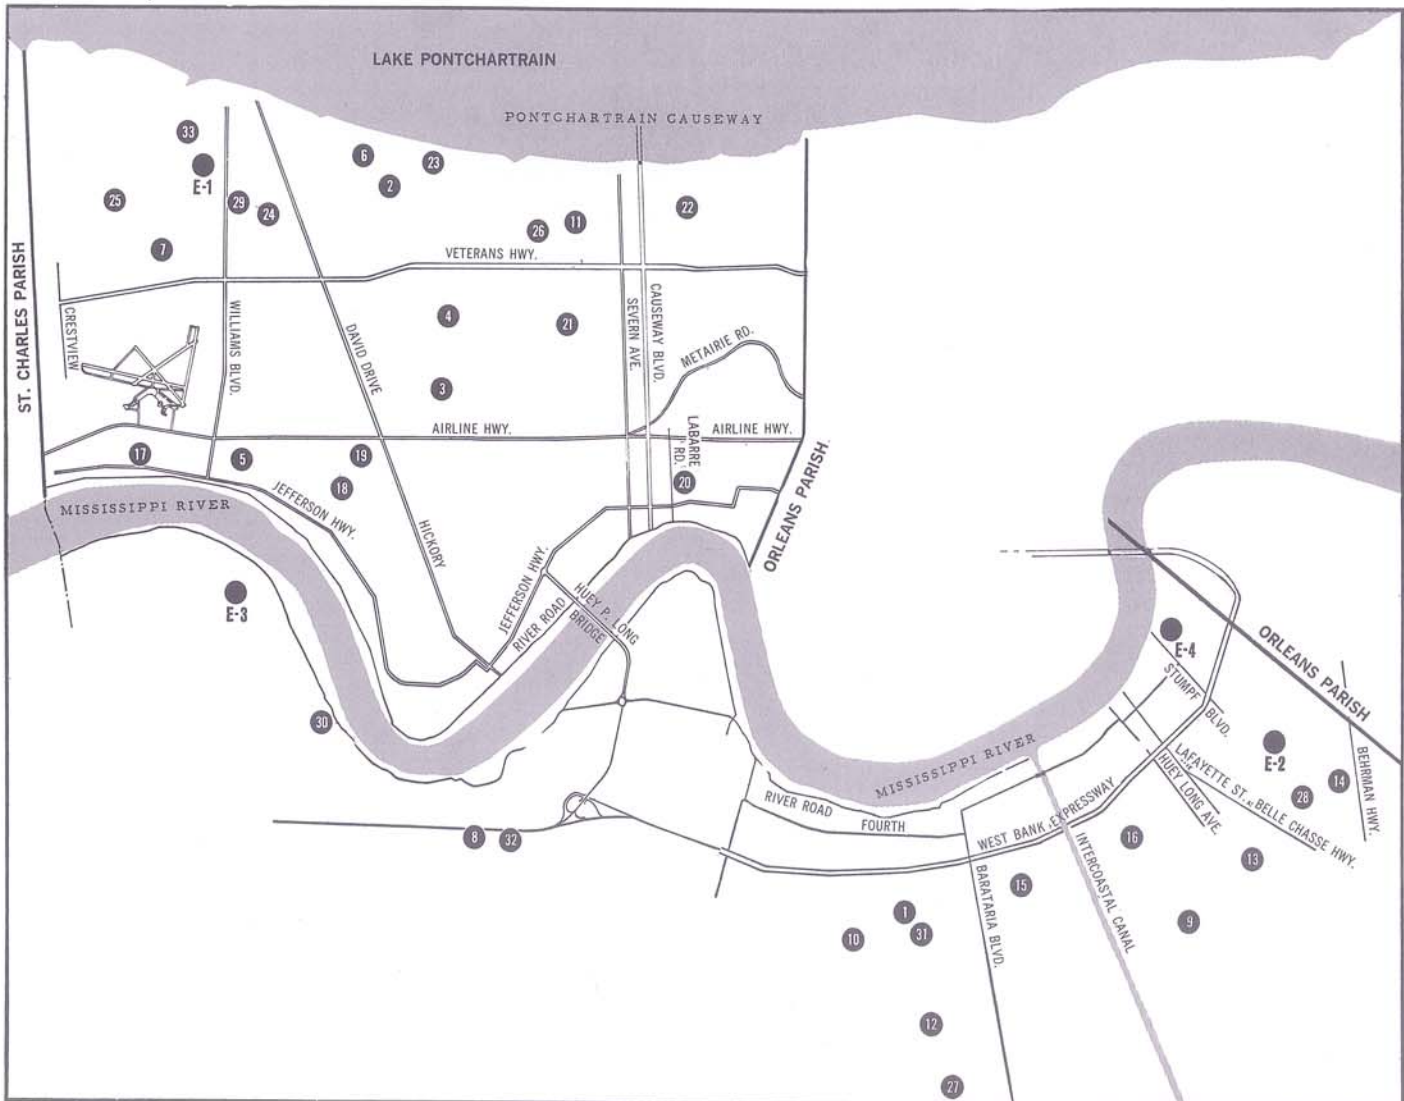 LAKE PONTCHARTRAIN
PONTCHARTRAIN CAUSEWAY
33
6
23
E-1
2
25
29
24
22
11
26
7
VETERANS HWY.
ST. CHARLES PARISH
CRESTVIEW
WILLIAMS BLVD.
DAVID DRIVE
4
21
SEVERN AVE.
CAUSEWAY BLVD.
METAIRIE RD.
3
AIRLINE HWY.
AIRLINE HWY.
LABARRE
RD.
17
5
19
18
20
JEFFERSON HWY.
MISSISSIPPI RIVER
HICKORY
ORLEANS PARISH
E-3
JEFFERSON HWY.
RIVER ROAD
HUEY P. LONG
BRIDGE
E-4
STUMPF
BLVD.
ORLEANS PARISH
30
E-2
BEHRMAN HWY.
MISSISSIPPI RIVER
LAFAYETTE ST.
BELLE CHASSE HWY.
HUEY LONG AVE.
28
14
RIVER ROAD
FOURTH
WEST BANK EXPRESSWAY
8
32
16
13
BARATARIA BLVD.
INTERCOASTAL CANAL
15
1
31
10
9
12
27